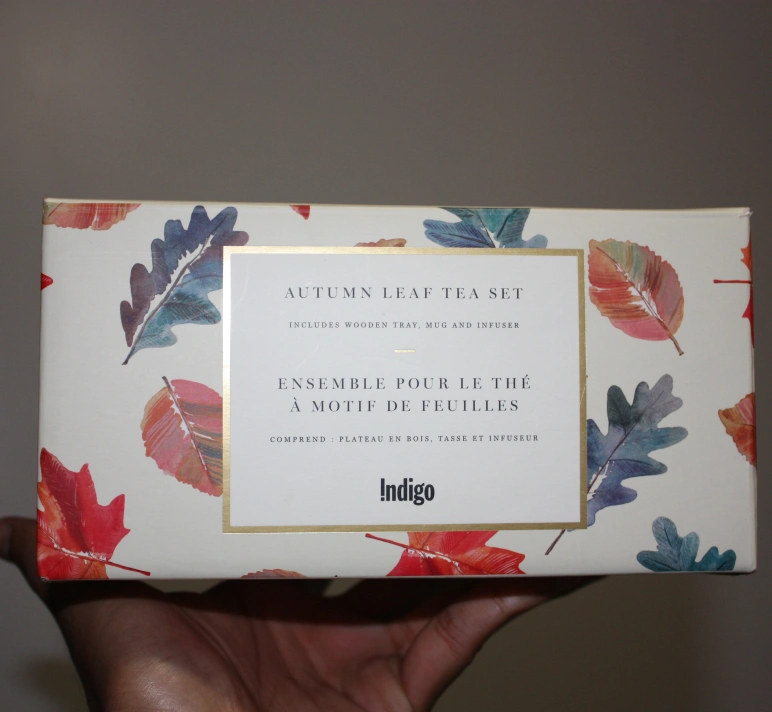 AUTUMN LEAF TEA SET
INCLUDES WOODEN TRAY, MUG AND INFUSER
ENSEMBLE POUR LE THÉ
À MOTIF DE FEUILLES
COMPREND : PLATEAU EN BOIS, TASSE ET INFUSEUR
!ndigo